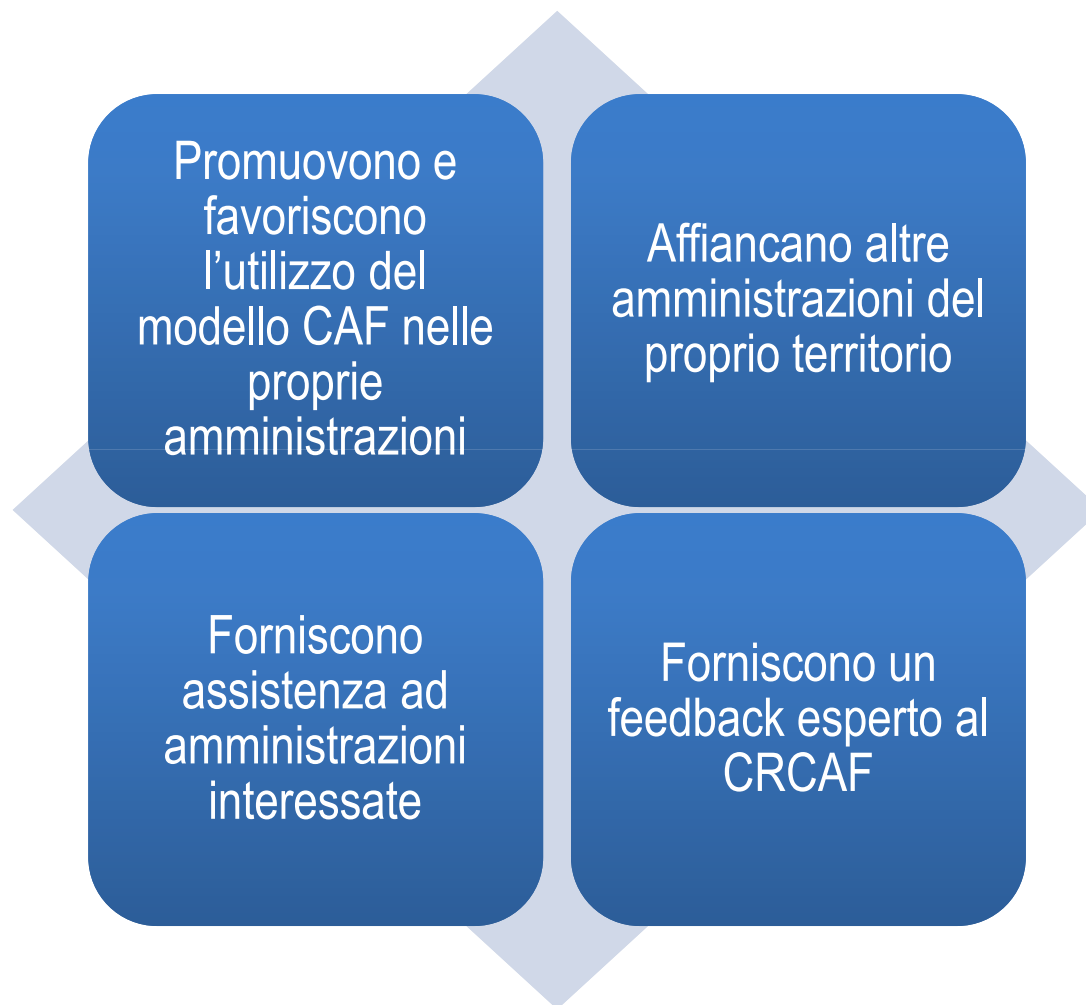 Promuovono e
favoriscono
l’utilizzo del
modello CAF nelle
proprie
amministrazioni
Affiancano altre
amministrazioni del
proprio territorio
Forniscono
assistenza ad
amministrazioni
interessate
Forniscono un
feedback esperto al
CRCAF